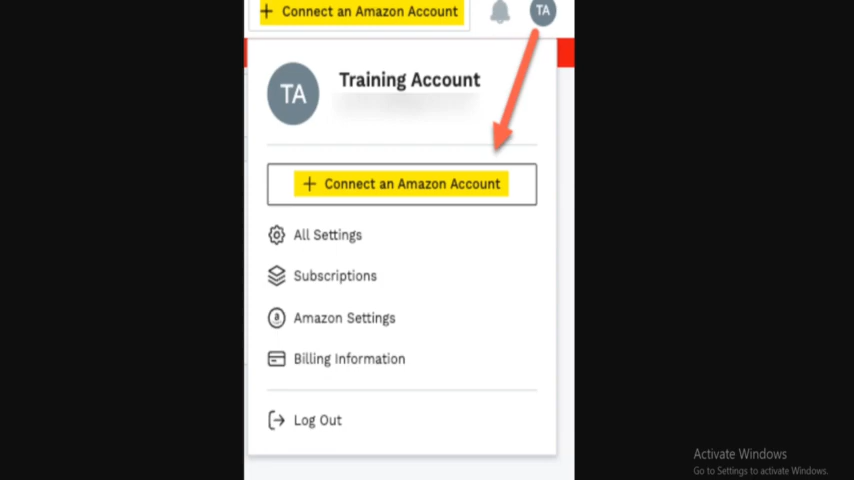 + Connect an Amazon Account
TA
TA
Training Account
+ Connect an Amazon Account
All Settings
Subscriptions
a
Amazon Settings
Billing Information
Log Out
Activate Windows
Go to Settings to activate Windows.